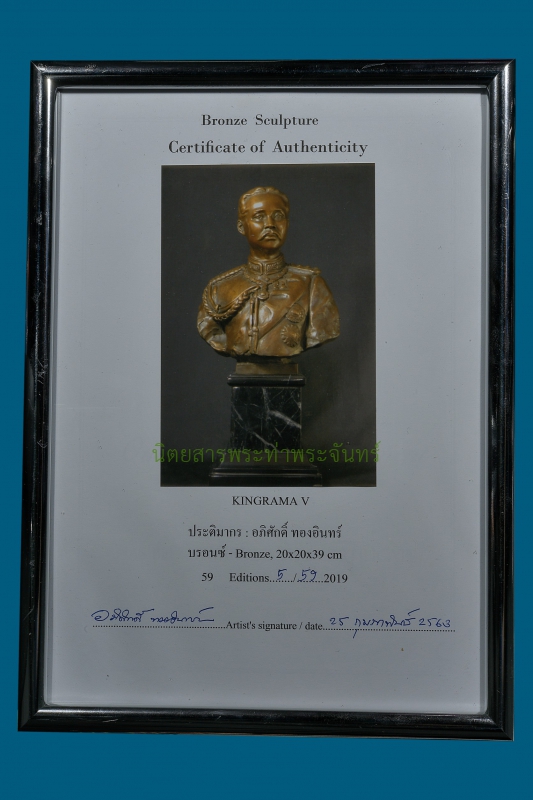 Bronze Sculpture
Certificate of Authenticity
นิตยสารพระท่าพระจันทร์
KINGRAMA V
ประติมากร : อภิศักดิ์ ทองอินทร์
บรอนซ์ - Bronze, 20x20x39 cm
59 Editions 5/59 2019
อภิศักดิ์ ทองอินทร์ Artist's signature / date 25 กุมภาพันธ์ 2563